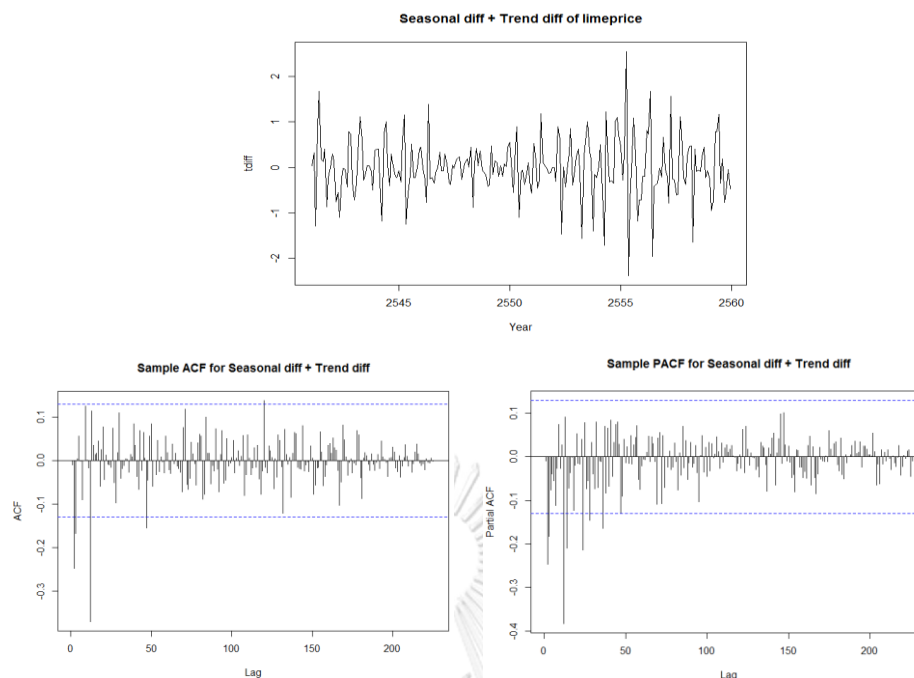 Seasonal diff + Trend diff of limeprice
tdiff
2
1
0
-1
-2
2545 2550 2555 2560
Year
Sample ACF for Seasonal diff + Trend diff
ACF
0.1
0.0
-0.1
-0.2
-0.3
0 50 100 150 200
Lag
Sample PACF for Seasonal diff + Trend diff
Partial ACF
0.1
0.0
-0.1
-0.2
-0.3
-0.4
0 50 100 150 200
Lag